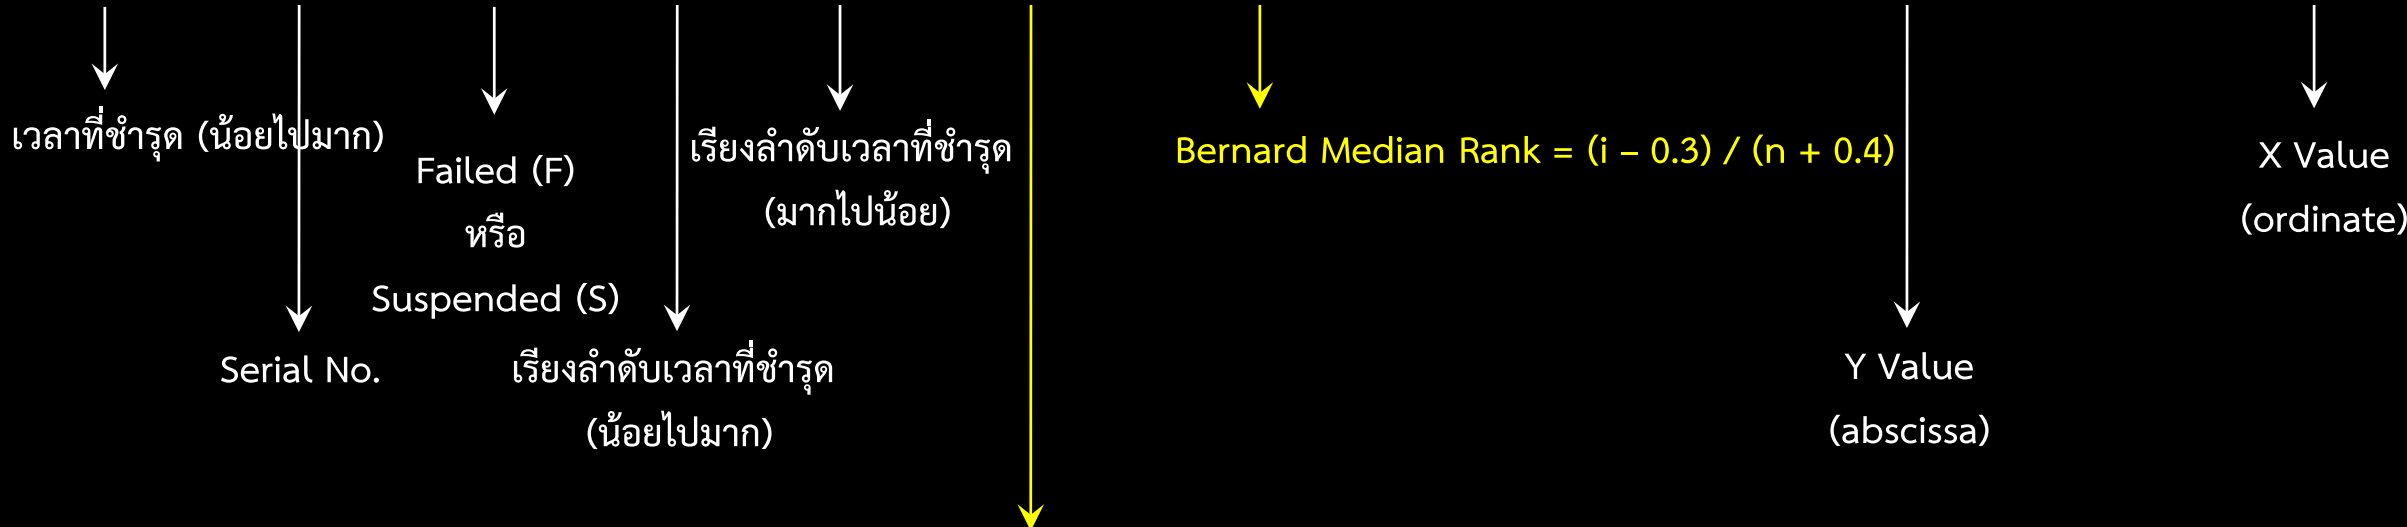 เวลาที่ชำรุด (น้อยไปมาก)
Failed (F)
หรือ
Suspended (S)
เรียงลำดับเวลาที่ชำรุด
(มากไปน้อย)
Bernard Median Rank = (i – 0.3) / (n + 0.4)
X Value
(ordinate)
Serial No.
เรียงลำดับเวลาที่ชำรุด
(น้อยไปมาก)
Y Value
(abscissa)